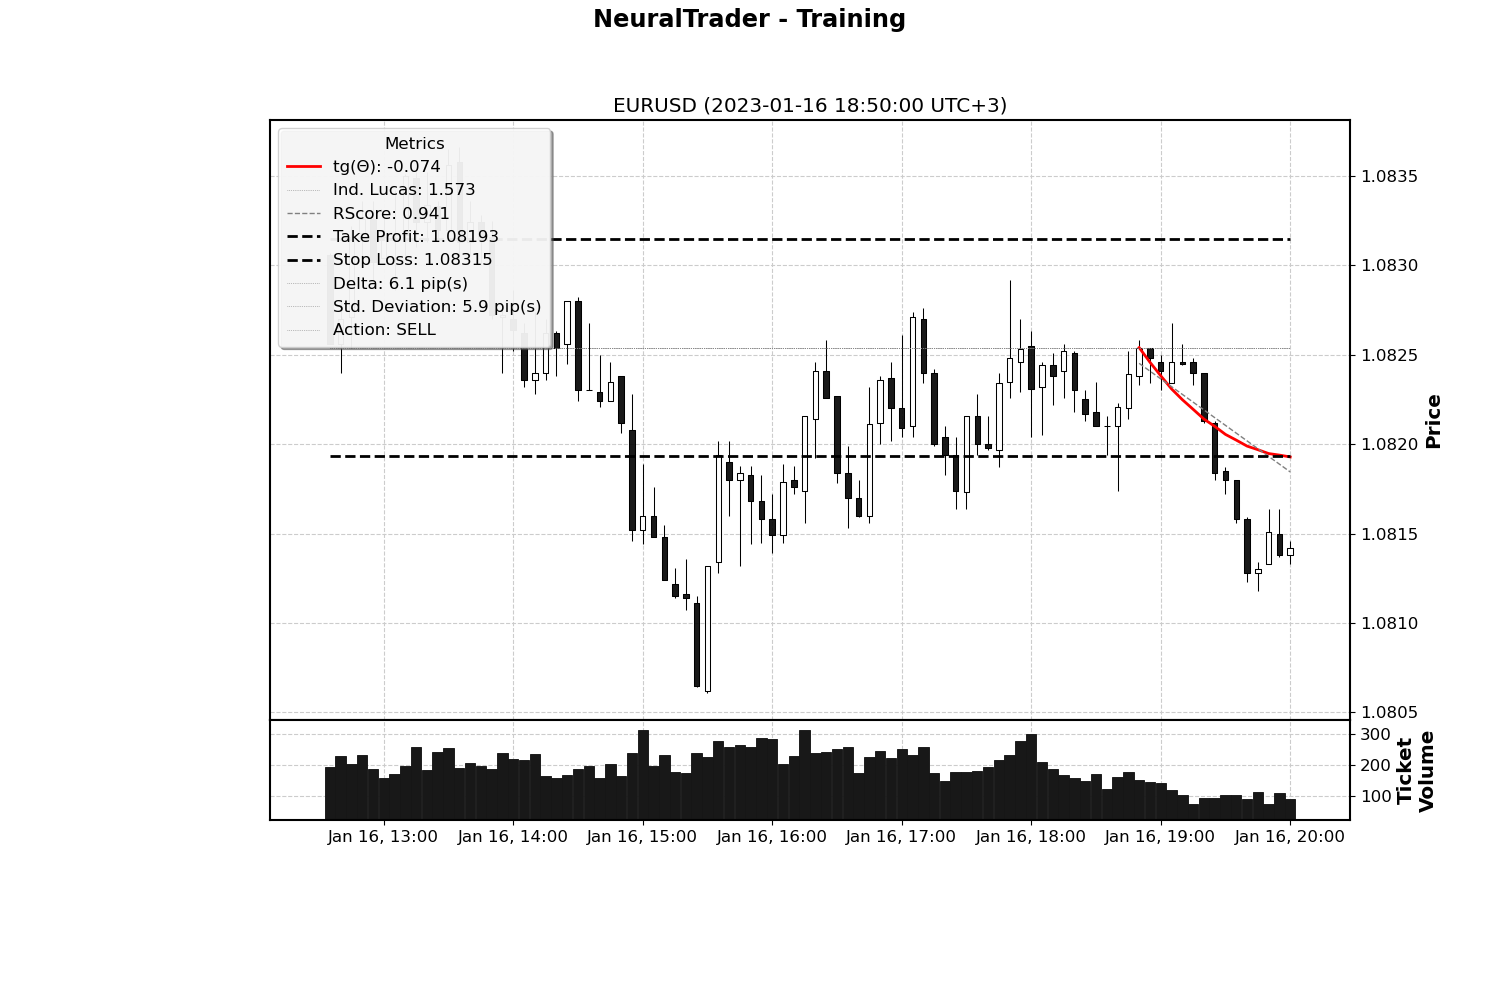 NeuralTrader - Training
EURUSD (2023-01-16 18:50:00 UTC+3)
Metrics
tg(Θ): -0.074
Ind. Lucas: 1.573
RScore: 0.941
Take Profit: 1.08193
Stop Loss: 1.08315
Delta: 6.1 pip(s)
Std. Deviation: 5.9 pip(s)
Action: SELL
1.0835
1.0830
1.0825
1.0820
1.0815
1.0810
1.0805
Price
300
200
100
Ticket
Volume
Jan 16, 13:00 Jan 16, 14:00 Jan 16, 15:00 Jan 16, 16:00 Jan 16, 17:00 Jan 16, 18:00 Jan 16, 19:00 Jan 16, 20:00